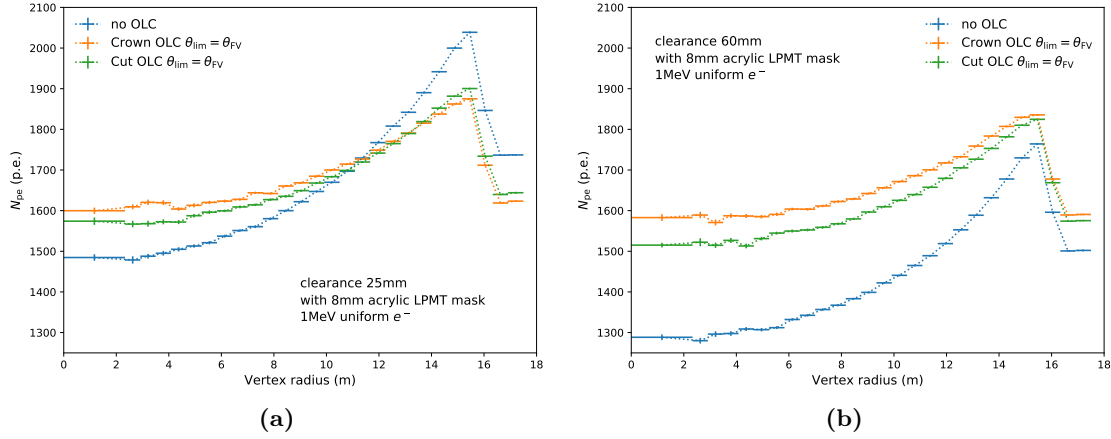 2100
2000
1900
1800
1700
1600
1500
1400
1300
N_pe (p.e.)
no OLC
Crown OLC θ_lim = θ_FV
Cut OLC θ_lim = θ_FV
clearance 25mm
with 8mm acrylic LPMT mask
1MeV uniform e⁻
0 2 4 6 8 10 12 14 16 18
Vertex radius (m)
(a)
2100
2000
1900
1800
1700
1600
1500
1400
1300
N_pe (p.e.)
clearance 60mm
with 8mm acrylic LPMT mask
1MeV uniform e⁻
no OLC
Crown OLC θ_lim = θ_FV
Cut OLC θ_lim = θ_FV
0 2 4 6 8 10 12 14 16 18
Vertex radius (m)
(b)